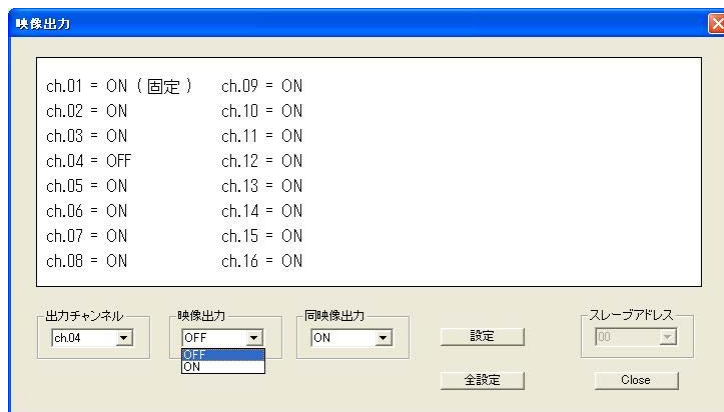 映像出力
ch.01 = ON ( 固定 ) ch.09 = ON
ch.02 = ON ch.10 = ON
ch.03 = ON ch.11 = ON
ch.04 = OFF ch.12 = ON
ch.05 = ON ch.13 = ON
ch.06 = ON ch.14 = ON
ch.07 = ON ch.15 = ON
ch.08 = ON ch.16 = ON
出力チャンネル 映像出力 同映像出力 スレーブアドレス
ch.04 OFF ON 設定 00
OFF
ON
全設定 Close